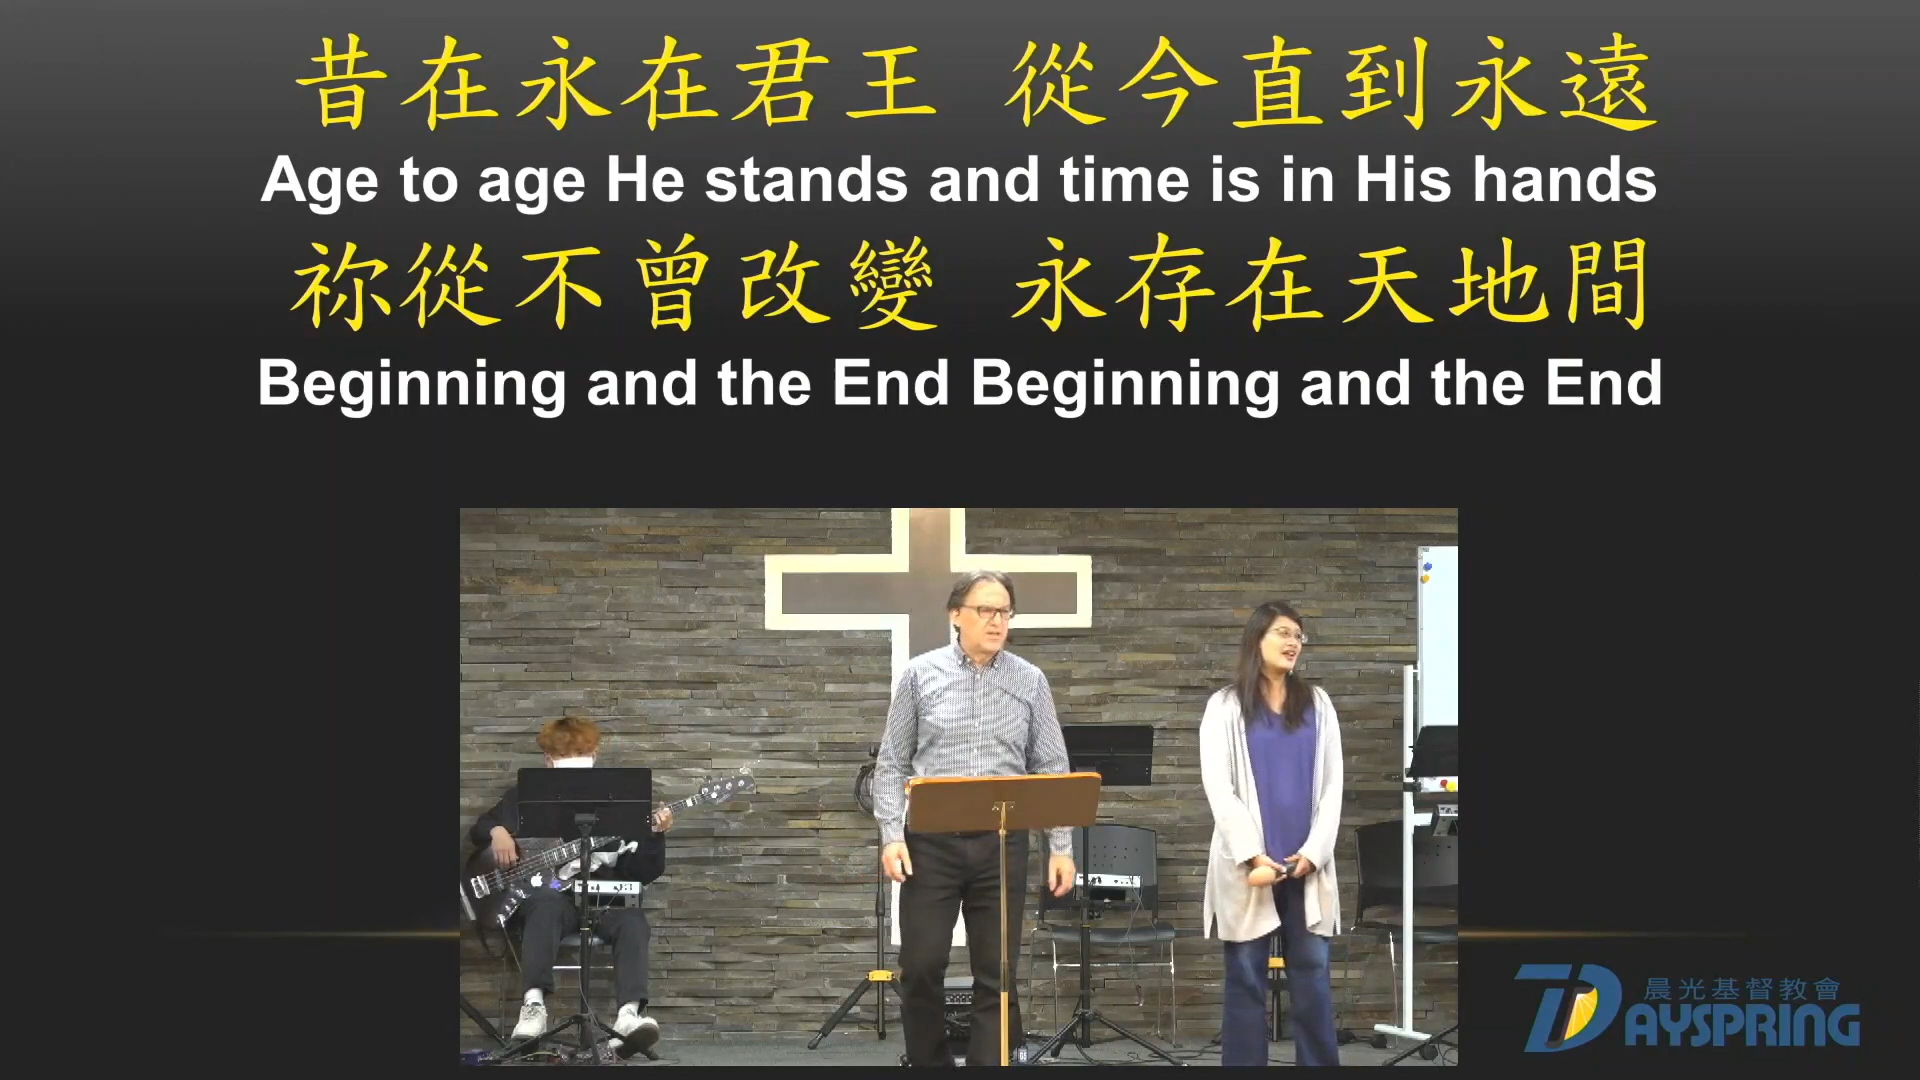 昔在永在君王 從今直到永遠
Age to age He stands and time is in His hands
祢從不曾改變 永存在天地間
Beginning and the End Beginning and the End
晨光基督教會
DAYSPRING